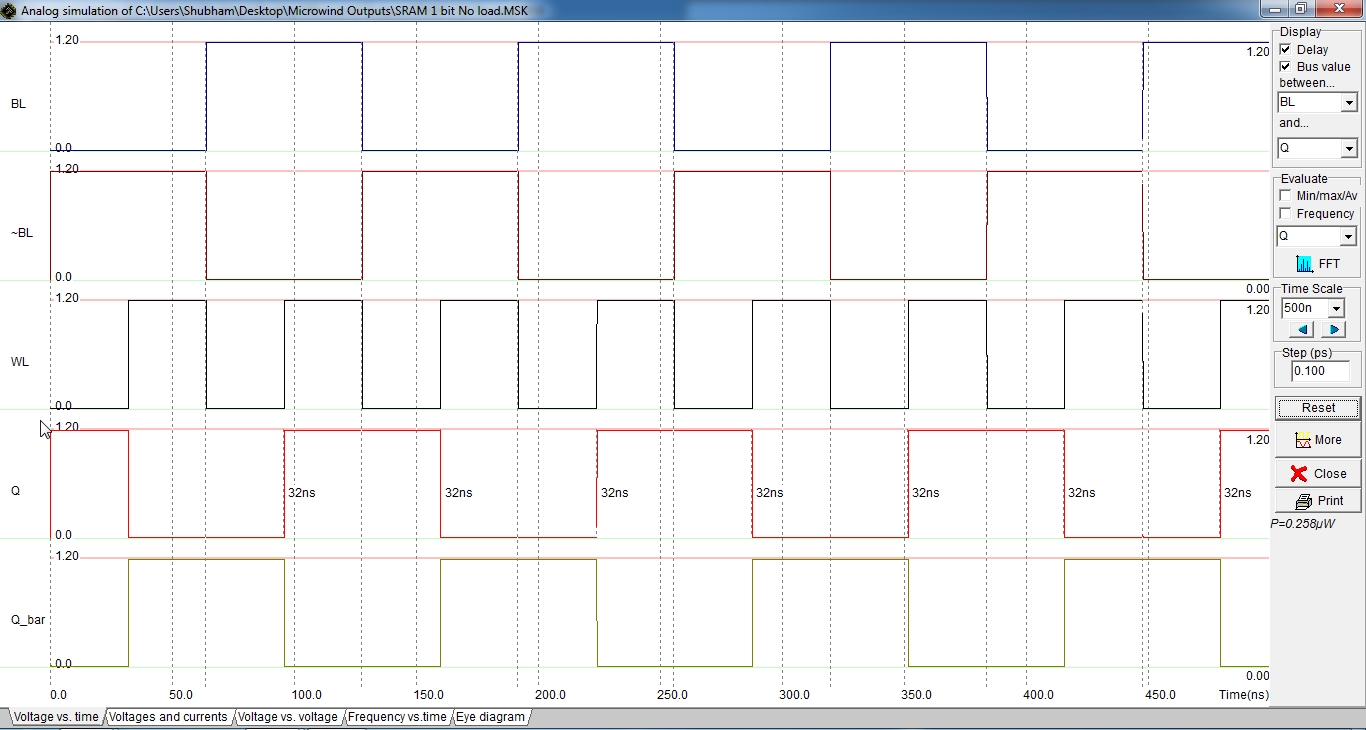 Analog simulation of C:\Users\Shubham\Desktop\Microwind Outputs\SRAM 1 bit No load.MSK
1.20
BL
0.0
1.20
1.20
~BL
0.0
0.00
1.20
1.20
WL
0.0
1.20
1.20
Q
32ns 32ns 32ns 32ns 32ns 32ns 32ns
0.0
1.20
Q_bar
0.0
0.00
0.0 50.0 100.0 150.0 200.0 250.0 300.0 350.0 400.0 450.0 Time(ns)
Voltage vs. time Voltages and currents Voltage vs. voltage Frequency vs.time Eye diagram
Display
Delay
Bus value
between...
BL
and...
Q
Evaluate
Min/max/Av
Frequency
Q
FFT
Time Scale
500n
Step (ps)
0.100
Reset
More
Close
Print
P=0.258µW